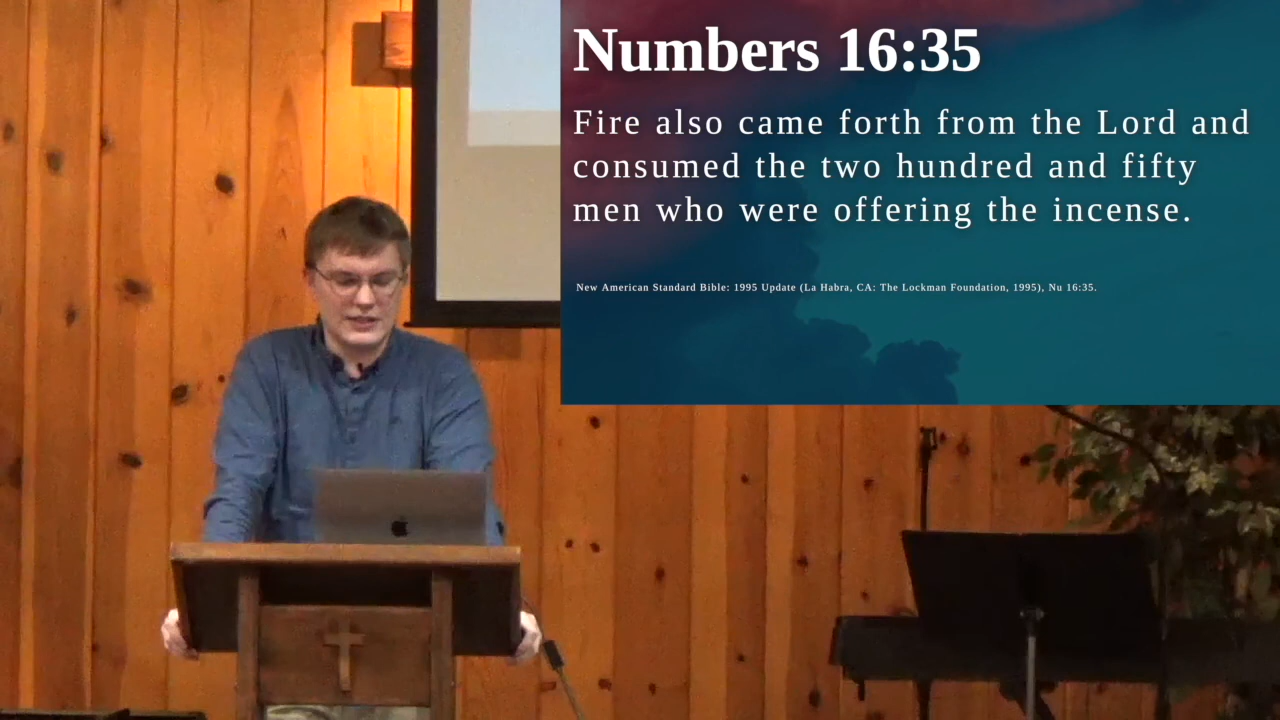 Numbers 16:35
Fire also came forth from the Lord and
consumed the two hundred and fifty
men who were offering the incense.
New American Standard Bible: 1995 Update (La Habra, CA: The Lockman Foundation, 1995), Nu 16:35.